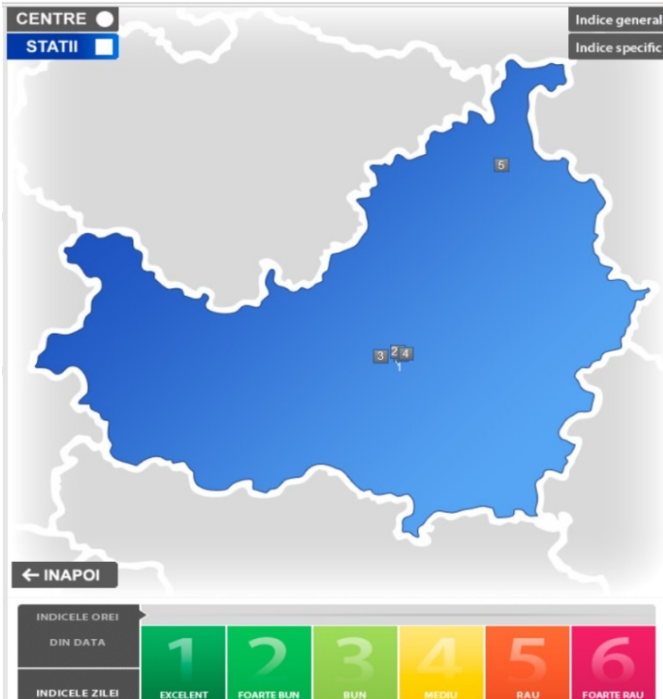 CENTRE
STATII
Indice general
Indice specific
5
3 2 4
1
← INAPOI
INDICELE OREI
DIN DATA
INDICELE ZILEI
1 2 3 4 5 6
EXCELENT FOARTE BUN BUN MEDIU RAU FOARTE RAU